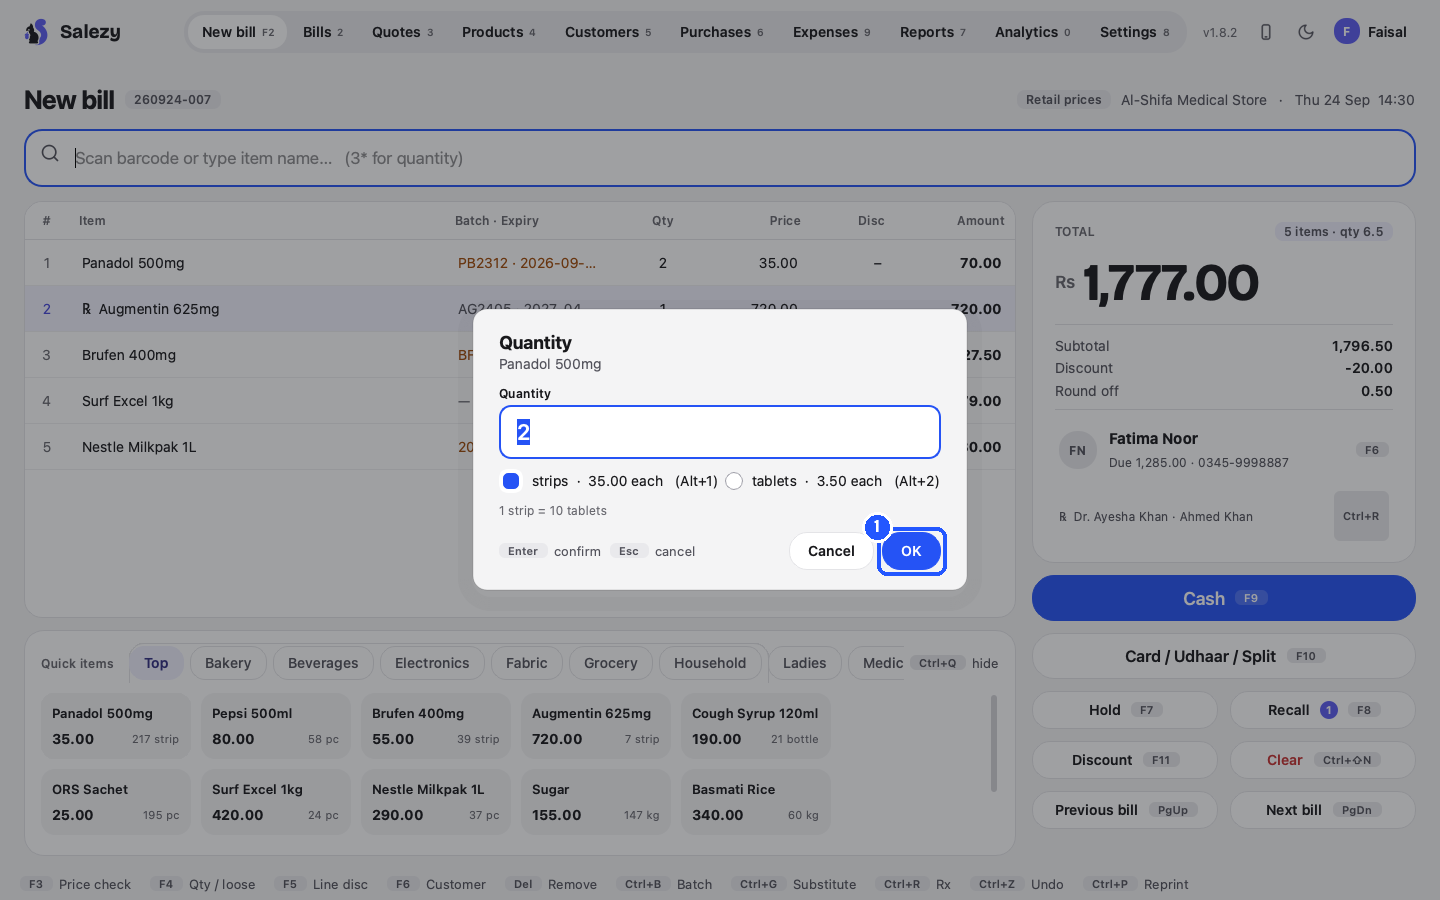 Salezy
New bill F2 Bills 2 Quotes 3 Products 4 Customers 5 Purchases 6 Expenses 9 Reports 7 Analytics 0 Settings 8 v1.8.2 F Faisal
New bill 260924-007 Retail prices Al-Shifa Medical Store · Thu 24 Sep 14:30
Scan barcode or type item name... (3* for quantity)
# Item Batch · Expiry Qty Price Disc Amount
1 Panadol 500mg PB2312 · 2026-09-... 2 35.00 – 70.00
2 ℞ Augmentin 625mg AG2405 · 2027-04 1 720.00 720.00
3 Brufen 400mg BF 27.50
4 Surf Excel 1kg — 79.00
5 Nestle Milkpak 1L 20 80.00
TOTAL 5 items · qty 6.5
Rs 1,777.00
Subtotal 1,796.50
Discount -20.00
Round off 0.50
FN Fatima Noor F6
Due 1,285.00 · 0345-9998887
℞ Dr. Ayesha Khan · Ahmed Khan Ctrl+R
Quantity
Panadol 500mg
Quantity
2
strips · 35.00 each (Alt+1) tablets · 3.50 each (Alt+2)
1 strip = 10 tablets
1
Enter confirm Esc cancel Cancel OK
Cash F9
Card / Udhaar / Split F10
Hold F7 Recall 1 F8
Discount F11 Clear Ctrl+⇧N
Previous bill PgUp Next bill PgDn
Quick items Top Bakery Beverages Electronics Fabric Grocery Household Ladies Medic Ctrl+Q hide
Panadol 500mg Pepsi 500ml Brufen 400mg Augmentin 625mg Cough Syrup 120ml
35.00 217 strip 80.00 58 pc 55.00 39 strip 720.00 7 strip 190.00 21 bottle
ORS Sachet Surf Excel 1kg Nestle Milkpak 1L Sugar Basmati Rice
25.00 195 pc 420.00 24 pc 290.00 37 pc 155.00 147 kg 340.00 60 kg
F3 Price check F4 Qty / loose F5 Line disc F6 Customer Del Remove Ctrl+B Batch Ctrl+G Substitute Ctrl+R Rx Ctrl+Z Undo Ctrl+P Reprint